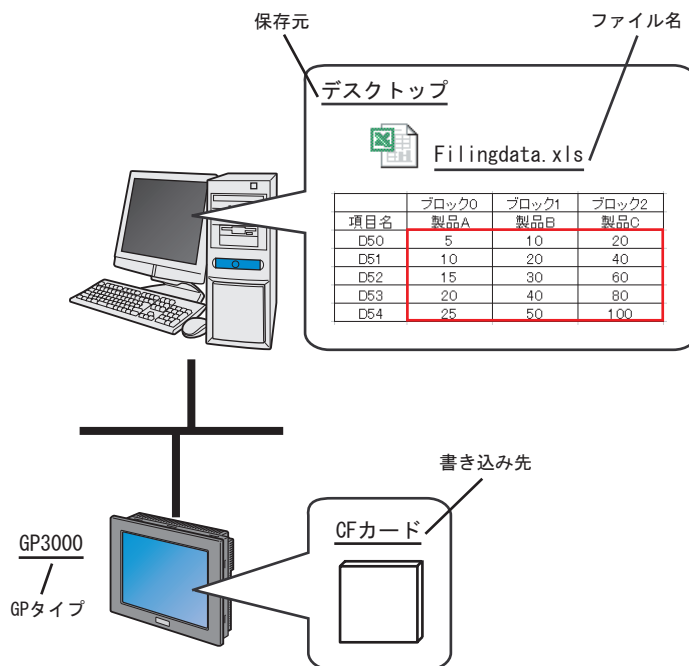 保存元
ファイル名
デスクトップ
Filingdata.xls
ブロック0 ブロック1 ブロック2
項目名 製品A 製品B 製品C
D50 5 10 20
D51 10 20 40
D52 15 30 60
D53 20 40 80
D54 25 50 100
書き込み先
CFカード
GP3000
GPタイプ